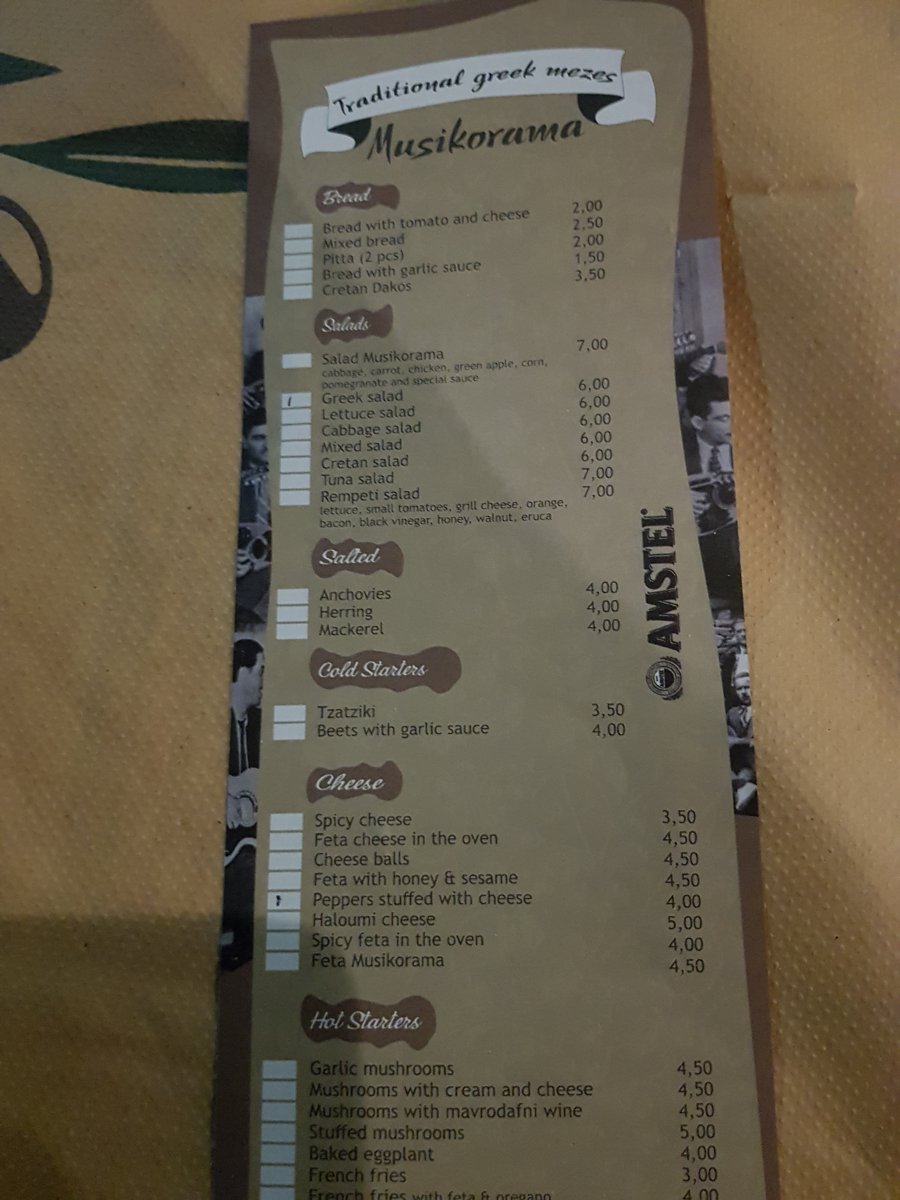 Traditional greek mezes
Musikorama
Bread
Bread with tomato and cheese 2,00
Mixed bread 2,50
Pitta (2 pcs) 2,00
Bread with garlic sauce 1,50
Cretan Dakos 3,50
Salads
Salad Musikorama 7,00
cabbage, carrot, chicken, green apple, corn,
pomegranate and special sauce
Greek salad 6,00
Lettuce salad 6,00
Cabbage salad 6,00
Mixed salad 6,00
Cretan salad 6,00
Tuna salad 7,00
Rempeti salad 7,00
lettuce, small tomatoes, grill cheese, orange,
bacon, black vinegar, honey, walnut, eruca
Salted
Anchovies 4,00
Herring 4,00
Mackerel 4,00
AMSTEL
Cold Starters
Tzatziki 3,50
Beets with garlic sauce 4,00
Cheese
Spicy cheese 3,50
Feta cheese in the oven 4,50
Cheese balls 4,50
Feta with honey & sesame 4,50
Peppers stuffed with cheese 4,00
Haloumi cheese 5,00
Spicy feta in the oven 4,00
Feta Musikorama 4,50
Hot Starters
Garlic mushrooms 4,50
Mushrooms with cream and cheese 4,50
Mushrooms with mavrodafni wine 4,50
Stuffed mushrooms 5,00
Baked eggplant 4,00
French fries 3,00
French fries with feta & oregano 4,00